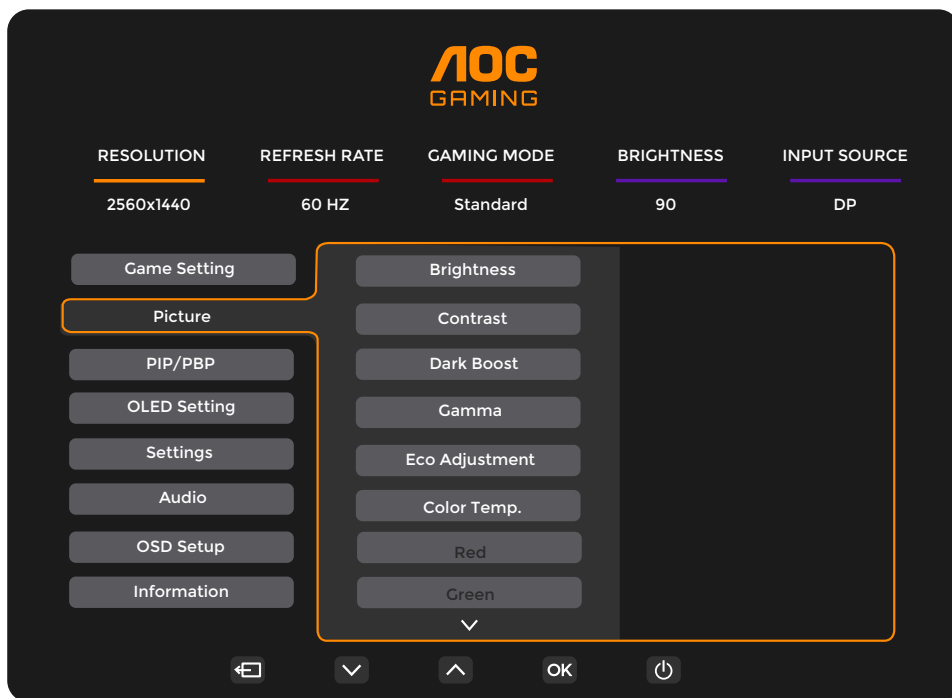 AOC
GAMING
RESOLUTION REFRESH RATE GAMING MODE BRIGHTNESS INPUT SOURCE
2560x1440 60 HZ Standard 90 DP
Game Setting
Picture
PIP/PBP
OLED Setting
Settings
Audio
OSD Setup
Information
Brightness
Contrast
Dark Boost
Gamma
Eco Adjustment
Color Temp.
Red
Green
OK